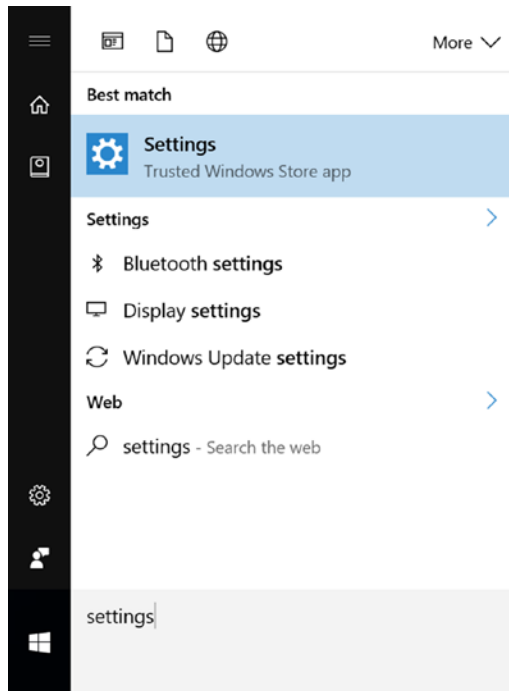 More
Best match
Settings
Trusted Windows Store app
Settings
Bluetooth settings
Display settings
Windows Update settings
Web
settings - Search the web
settings